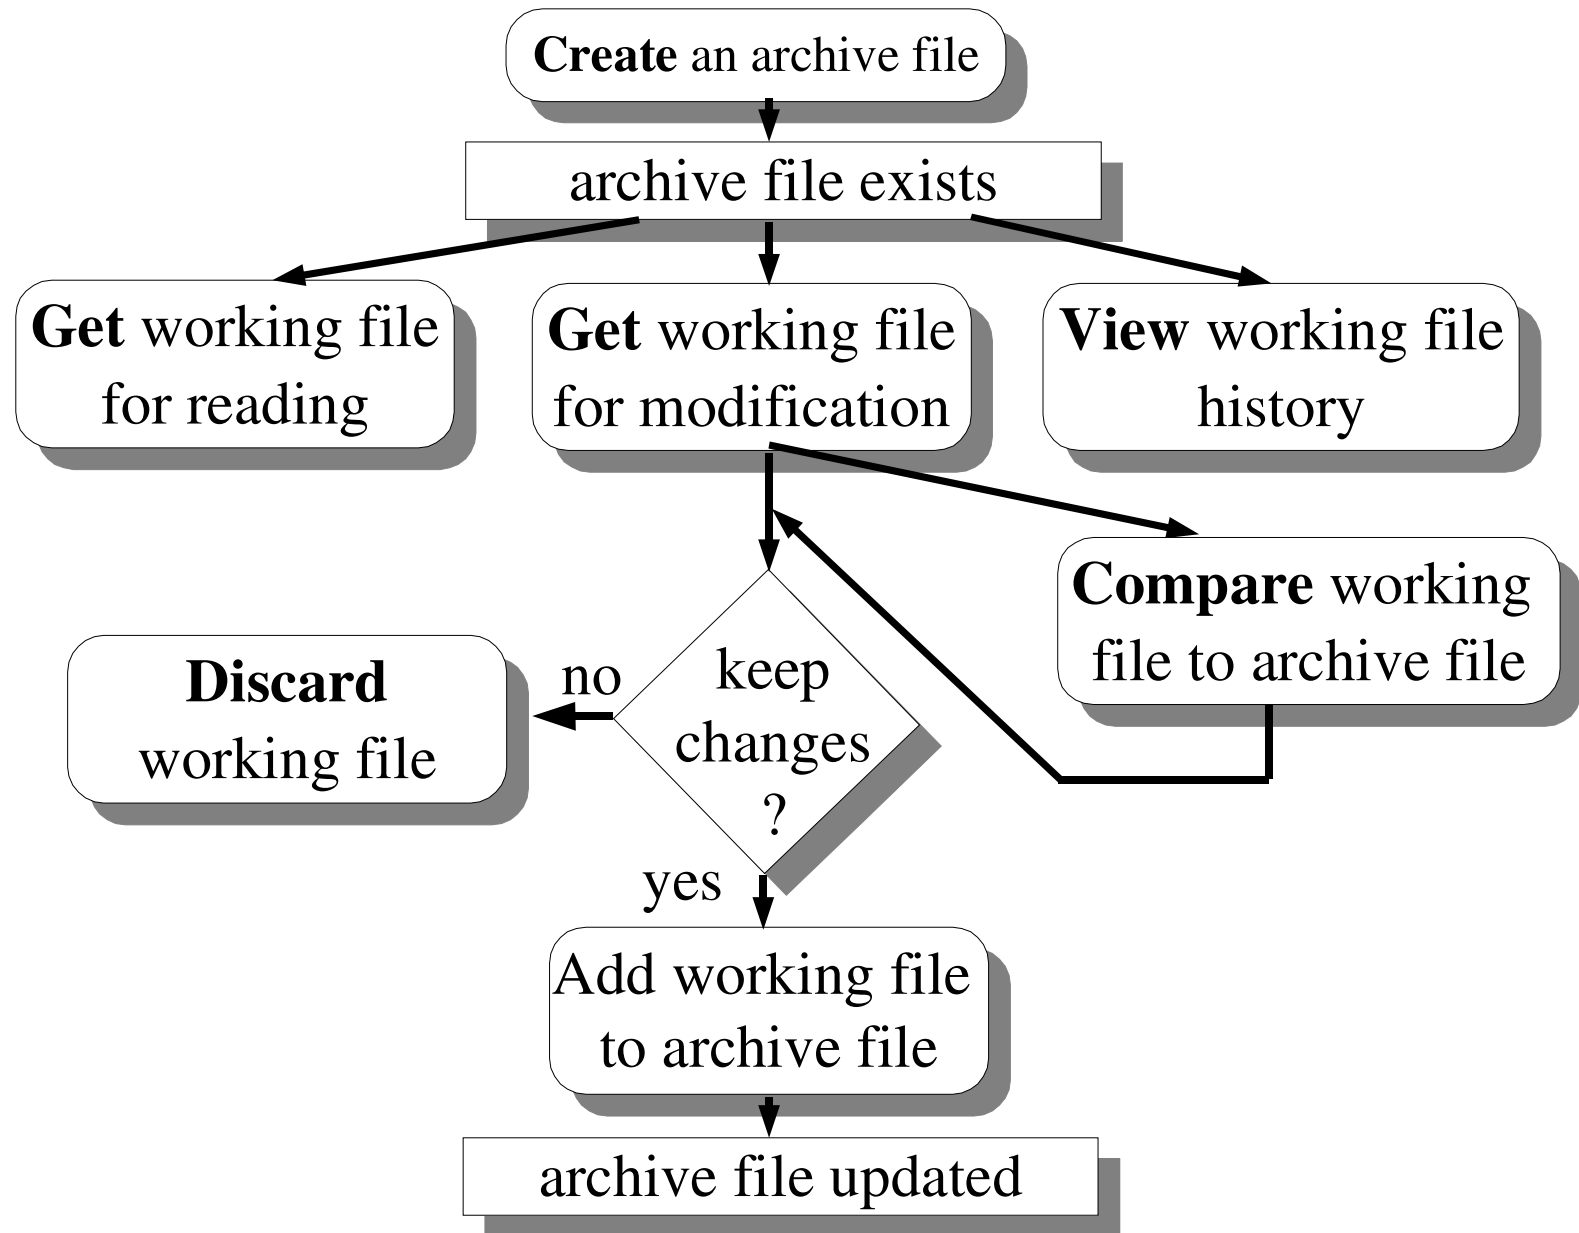 Create an archive file
archive file exists
Get working file
for reading
Get working file
for modification
View working file
history
Compare working
file to archive file
Discard
working file
no
keep
changes
?
yes
Add working file
to archive file
archive file updated